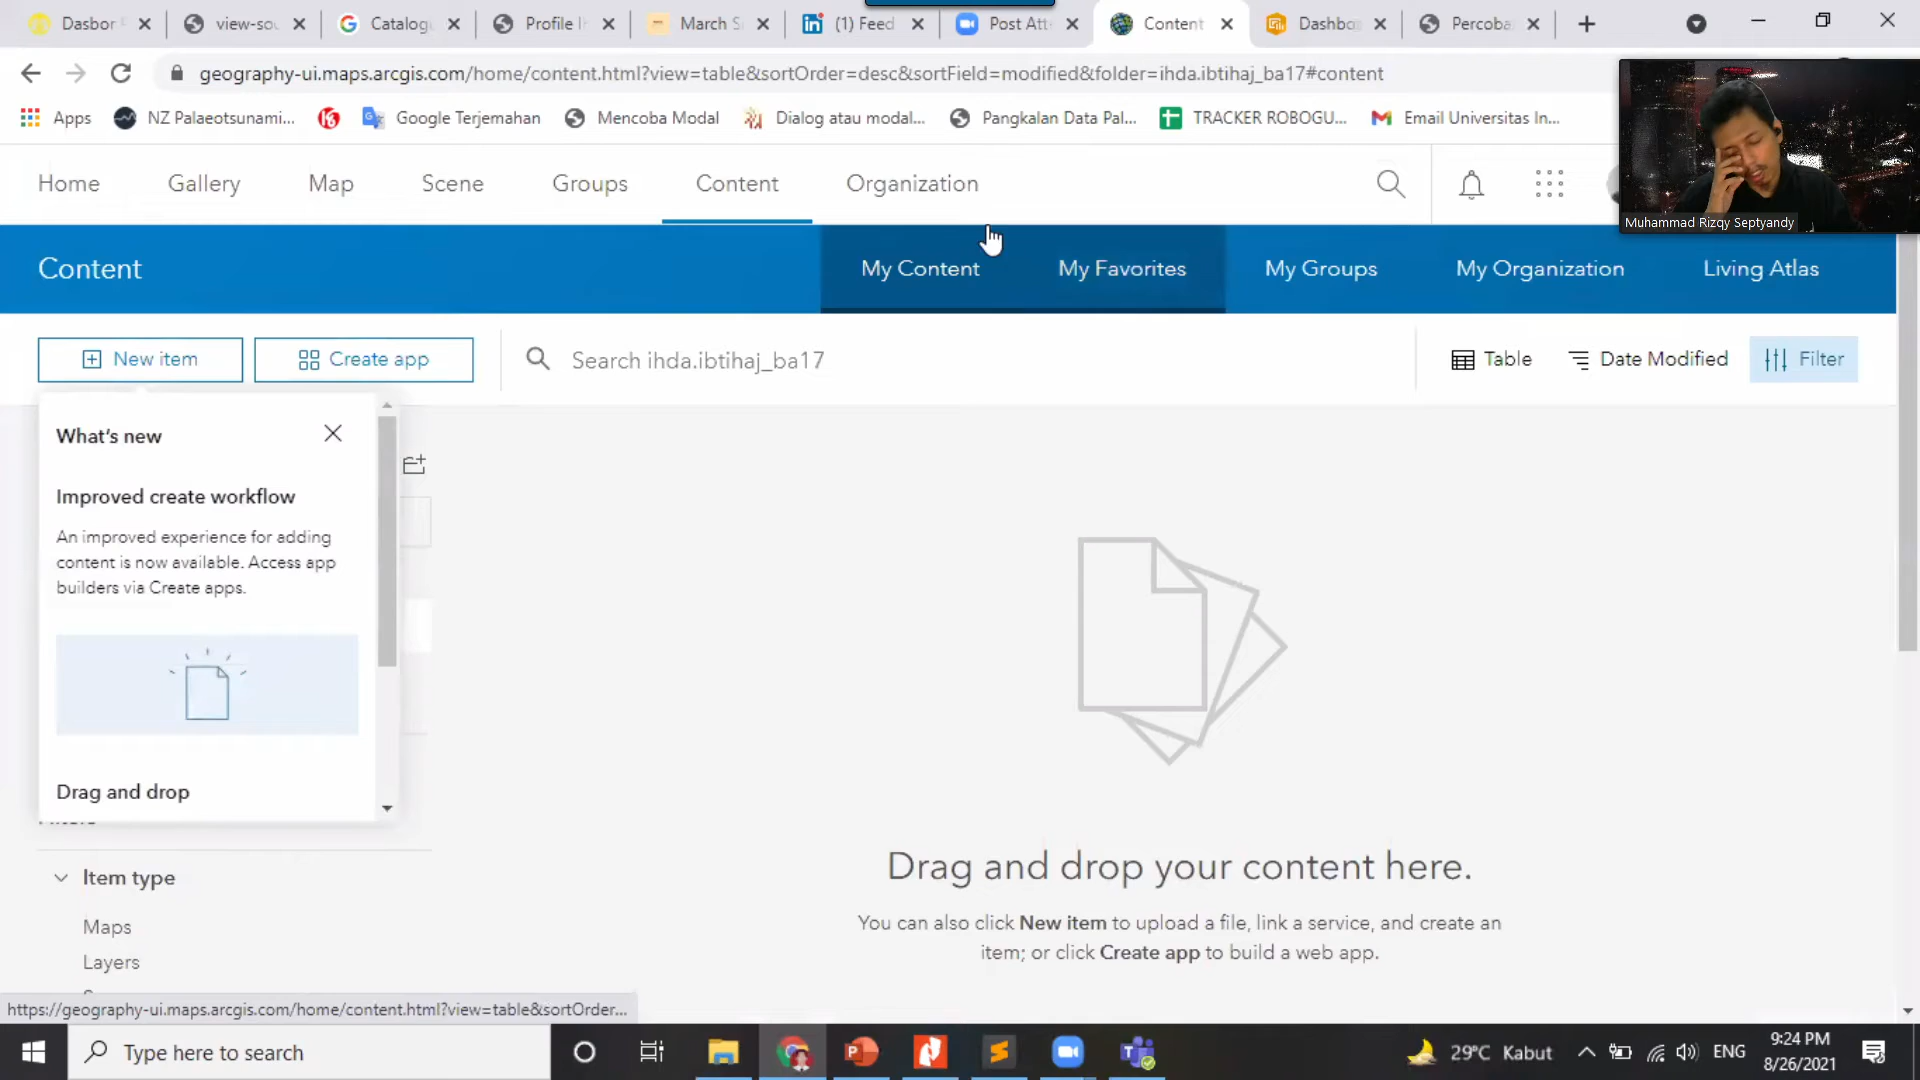 Dasbor
view-sou
Catalog
Profile I
March S
(1) Feed
Post Att
Content
Dashbo
Percoba
geography-ui.maps.arcgis.com/home/content.html?view=table&sortOrder=desc&sortField=modified&folder=ihda.ibtihaj_ba17#content
Apps
NZ Palaeotsunami...
Google Terjemahan
Mencoba Modal
Dialog atau modal...
Pangkalan Data Pal...
TRACKER ROBOGU...
Email Universitas In...
Home
Gallery
Map
Scene
Groups
Content
Organization
Muhammad Rizqy Septyandy
Content
My Content
My Favorites
My Groups
My Organization
Living Atlas
New item
Create app
Search ihda.ibtihaj_ba17
Table
Date Modified
Filter
What's new
Improved create workflow
An improved experience for adding
content is now available. Access app
builders via Create apps.
Drag and drop
Item type
Maps
Layers
Drag and drop your content here.
You can also click New item to upload a file, link a service, and create an
item; or click Create app to build a web app.
https://geography-ui.maps.arcgis.com/home/content.html?view=table&sortOrder...
Type here to search
29°C Kabut
ENG
9:24 PM
8/26/2021